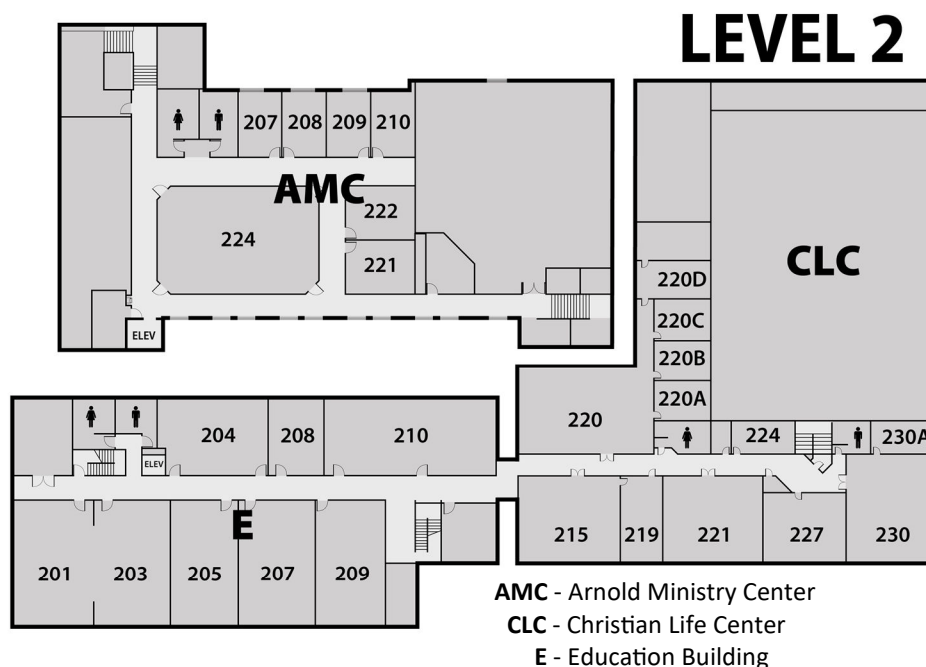 LEVEL 2
207 208 209 210
AMC
222
224
221
ELEV
CLC
220D
220C
220B
220A
220
224
230A
204 208 210
ELEV
E
201 203 205 207 209
215 219 221 227 230
AMC - Arnold Ministry Center
CLC - Christian Life Center
E - Education Building